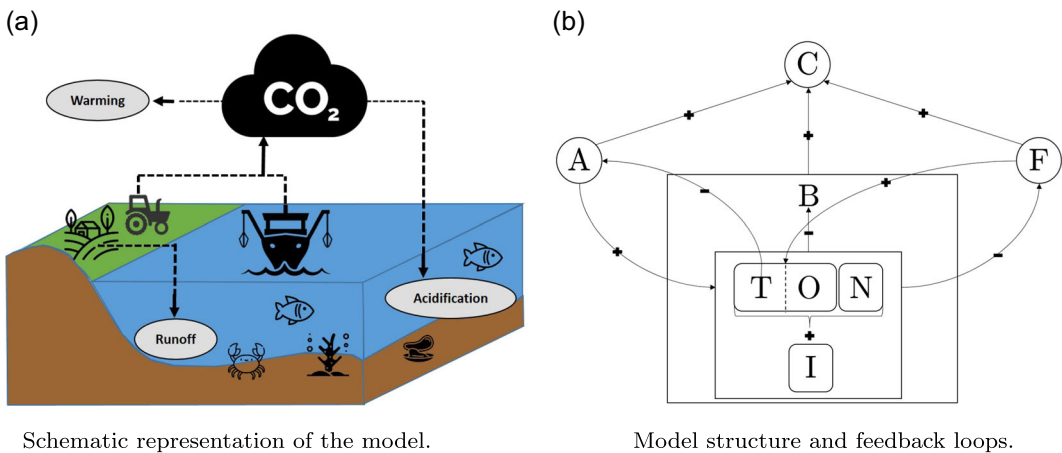 (a)
Warming
CO₂
Runoff
Acidification
Schematic representation of the model.
(b)
C
+ + +
A F
- +
B
-
+ -
T O N
+
I
Model structure and feedback loops.